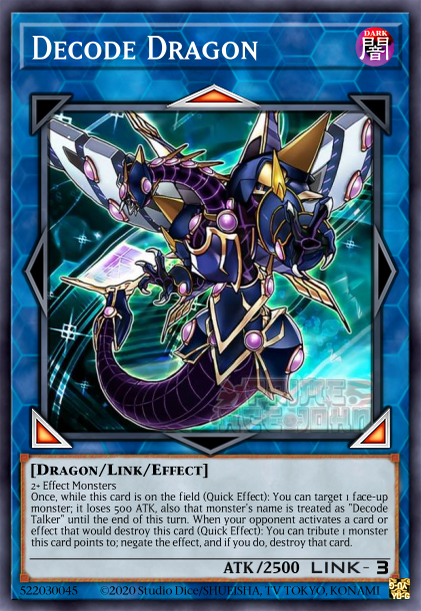 Decode Dragon
DARK
闇
[Dragon/Link/Effect]
2+ Effect Monsters
Once, while this card is on the field (Quick Effect): You can target 1 face-up
monster; it loses 500 ATK, also that monster's name is treated as "Decode
Talker" until the end of this turn. When your opponent activates a card or
effect that would destroy this card (Quick Effect): You can tribute 1 monster
this card points to; negate the effect, and if you do, destroy that card.
ATK/2500 LINK-3
522030045 ©2020 Studio Dice/SHUEISHA, TV TOKYO, KONAMI